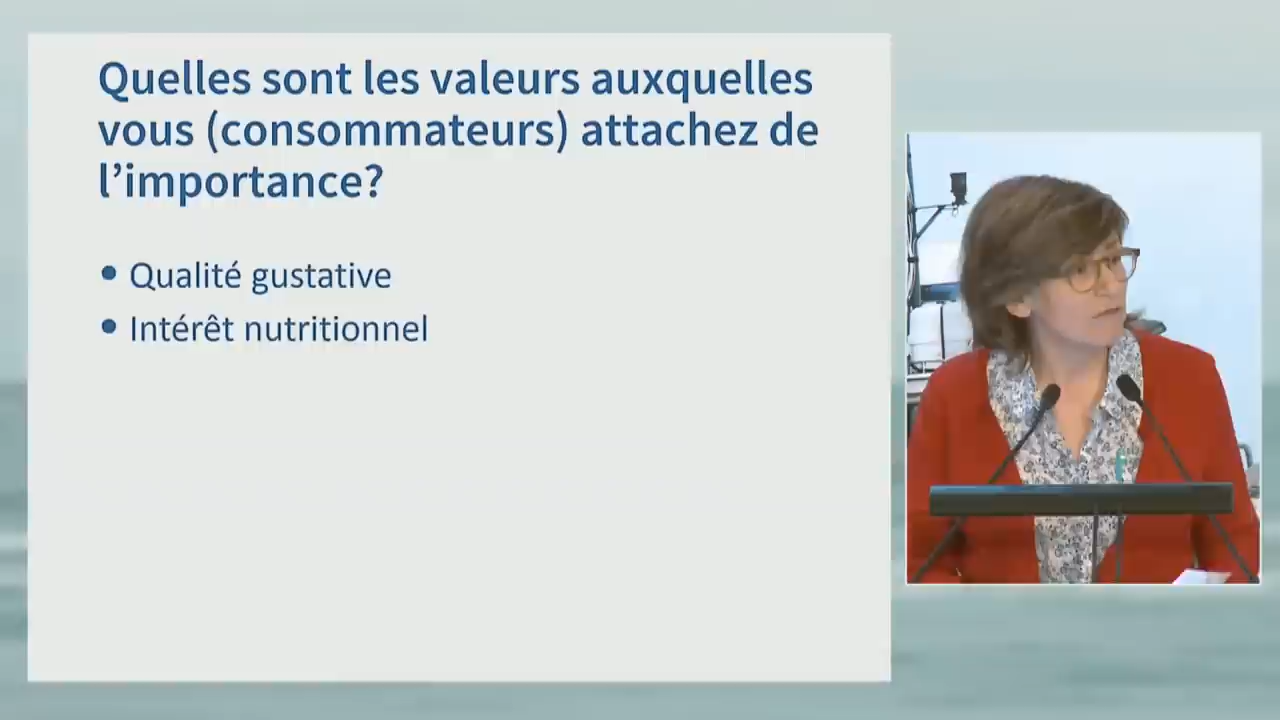 Quelles sont les valeurs auxquelles
vous (consommateurs) attachez de
l’importance?
• Qualité gustative
• Intérêt nutritionnel